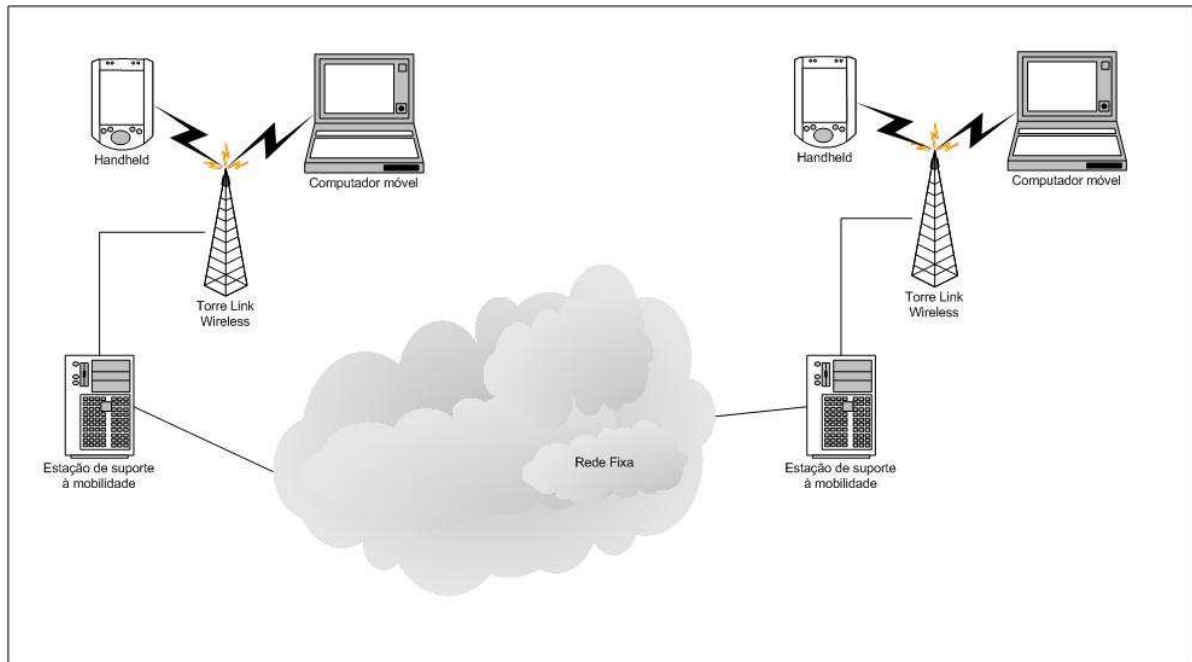 Handheld
Computador móvel
Torre Link
Wireless
Estação de suporte
à mobilidade
Rede Fixa
Handheld
Computador móvel
Torre Link
Wireless
Estação de suporte
à mobilidade